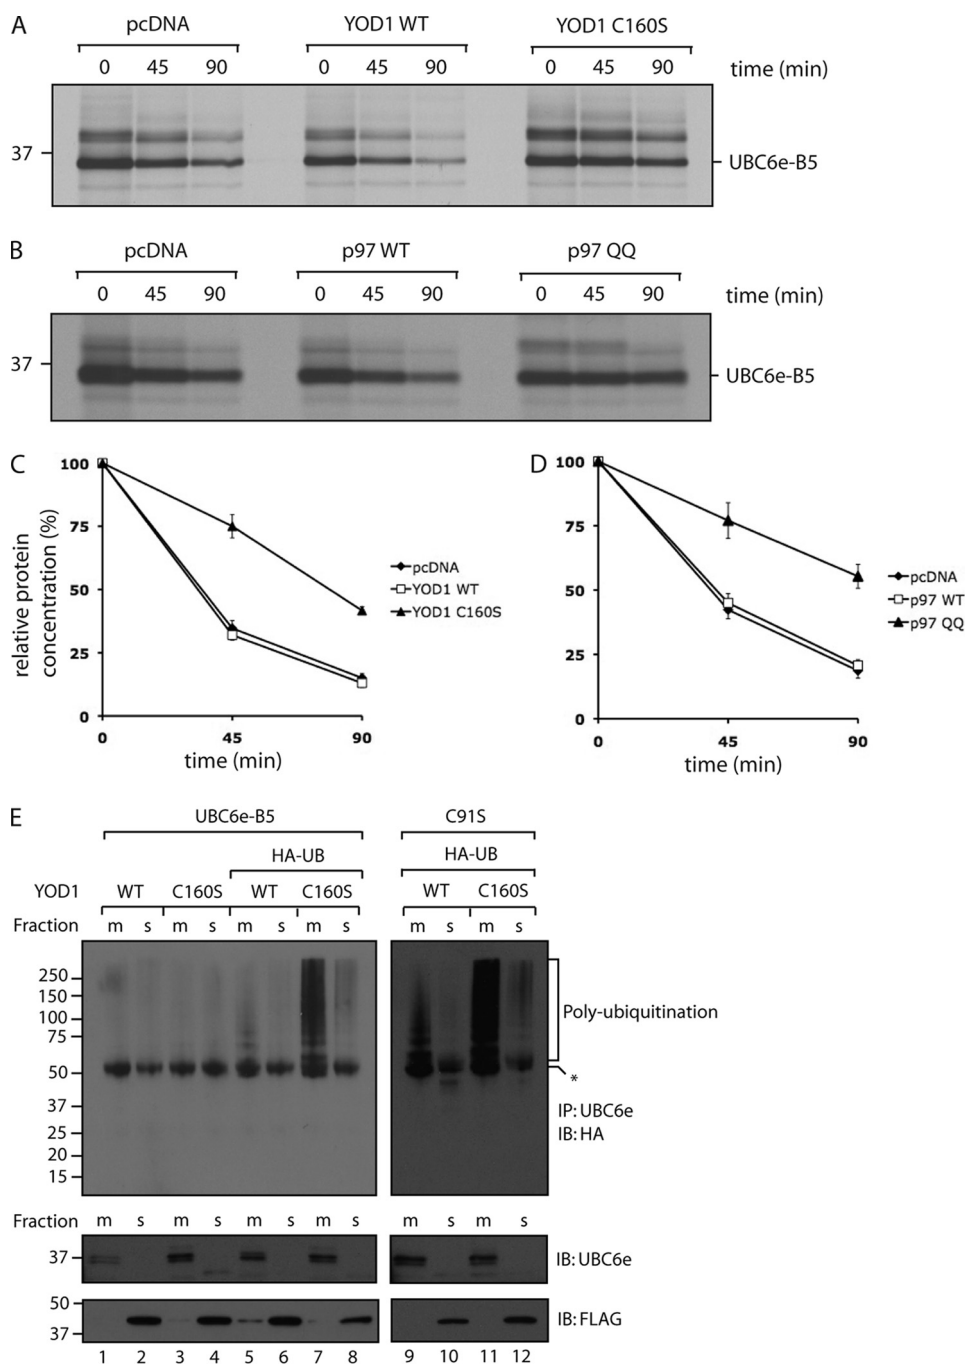 A
pcDNA YOD1 WT YOD1 C160S
0 45 90 0 45 90 0 45 90 time (min)
37
UBC6e-B5
B
pcDNA p97 WT p97 QQ
0 45 90 0 45 90 0 45 90 time (min)
37
UBC6e-B5
C
relative protein
concentration (%)
100
75
50
25
0
0 45 90
time (min)
pcDNA
YOD1 WT
YOD1 C160S
D
100
75
50
25
0
0 45 90
time (min)
pcDNA
p97 WT
p97 QQ
E
UBC6e-B5 C91S
HA-UB HA-UB
YOD1 WT C160S WT C160S WT C160S
Fraction m s m s m s m s m s m s
250
150
100
75
50
37
25
20
15
Poly-ubiquitination
*
IP: UBC6e
IB: HA
Fraction m s m s m s m s m s m s
37
IB: UBC6e
50
37
IB: FLAG
1 2 3 4 5 6 7 8 9 10 11 12